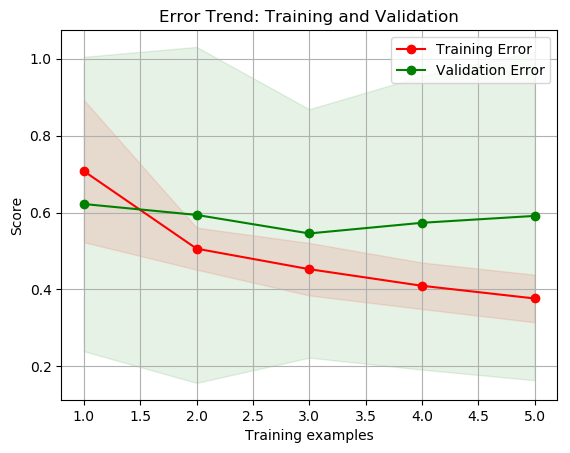 Error Trend: Training and Validation
Training Error
Validation Error
Score
1.0
0.8
0.6
0.4
0.2
1.0 1.5 2.0 2.5 3.0 3.5 4.0 4.5 5.0
Training examples